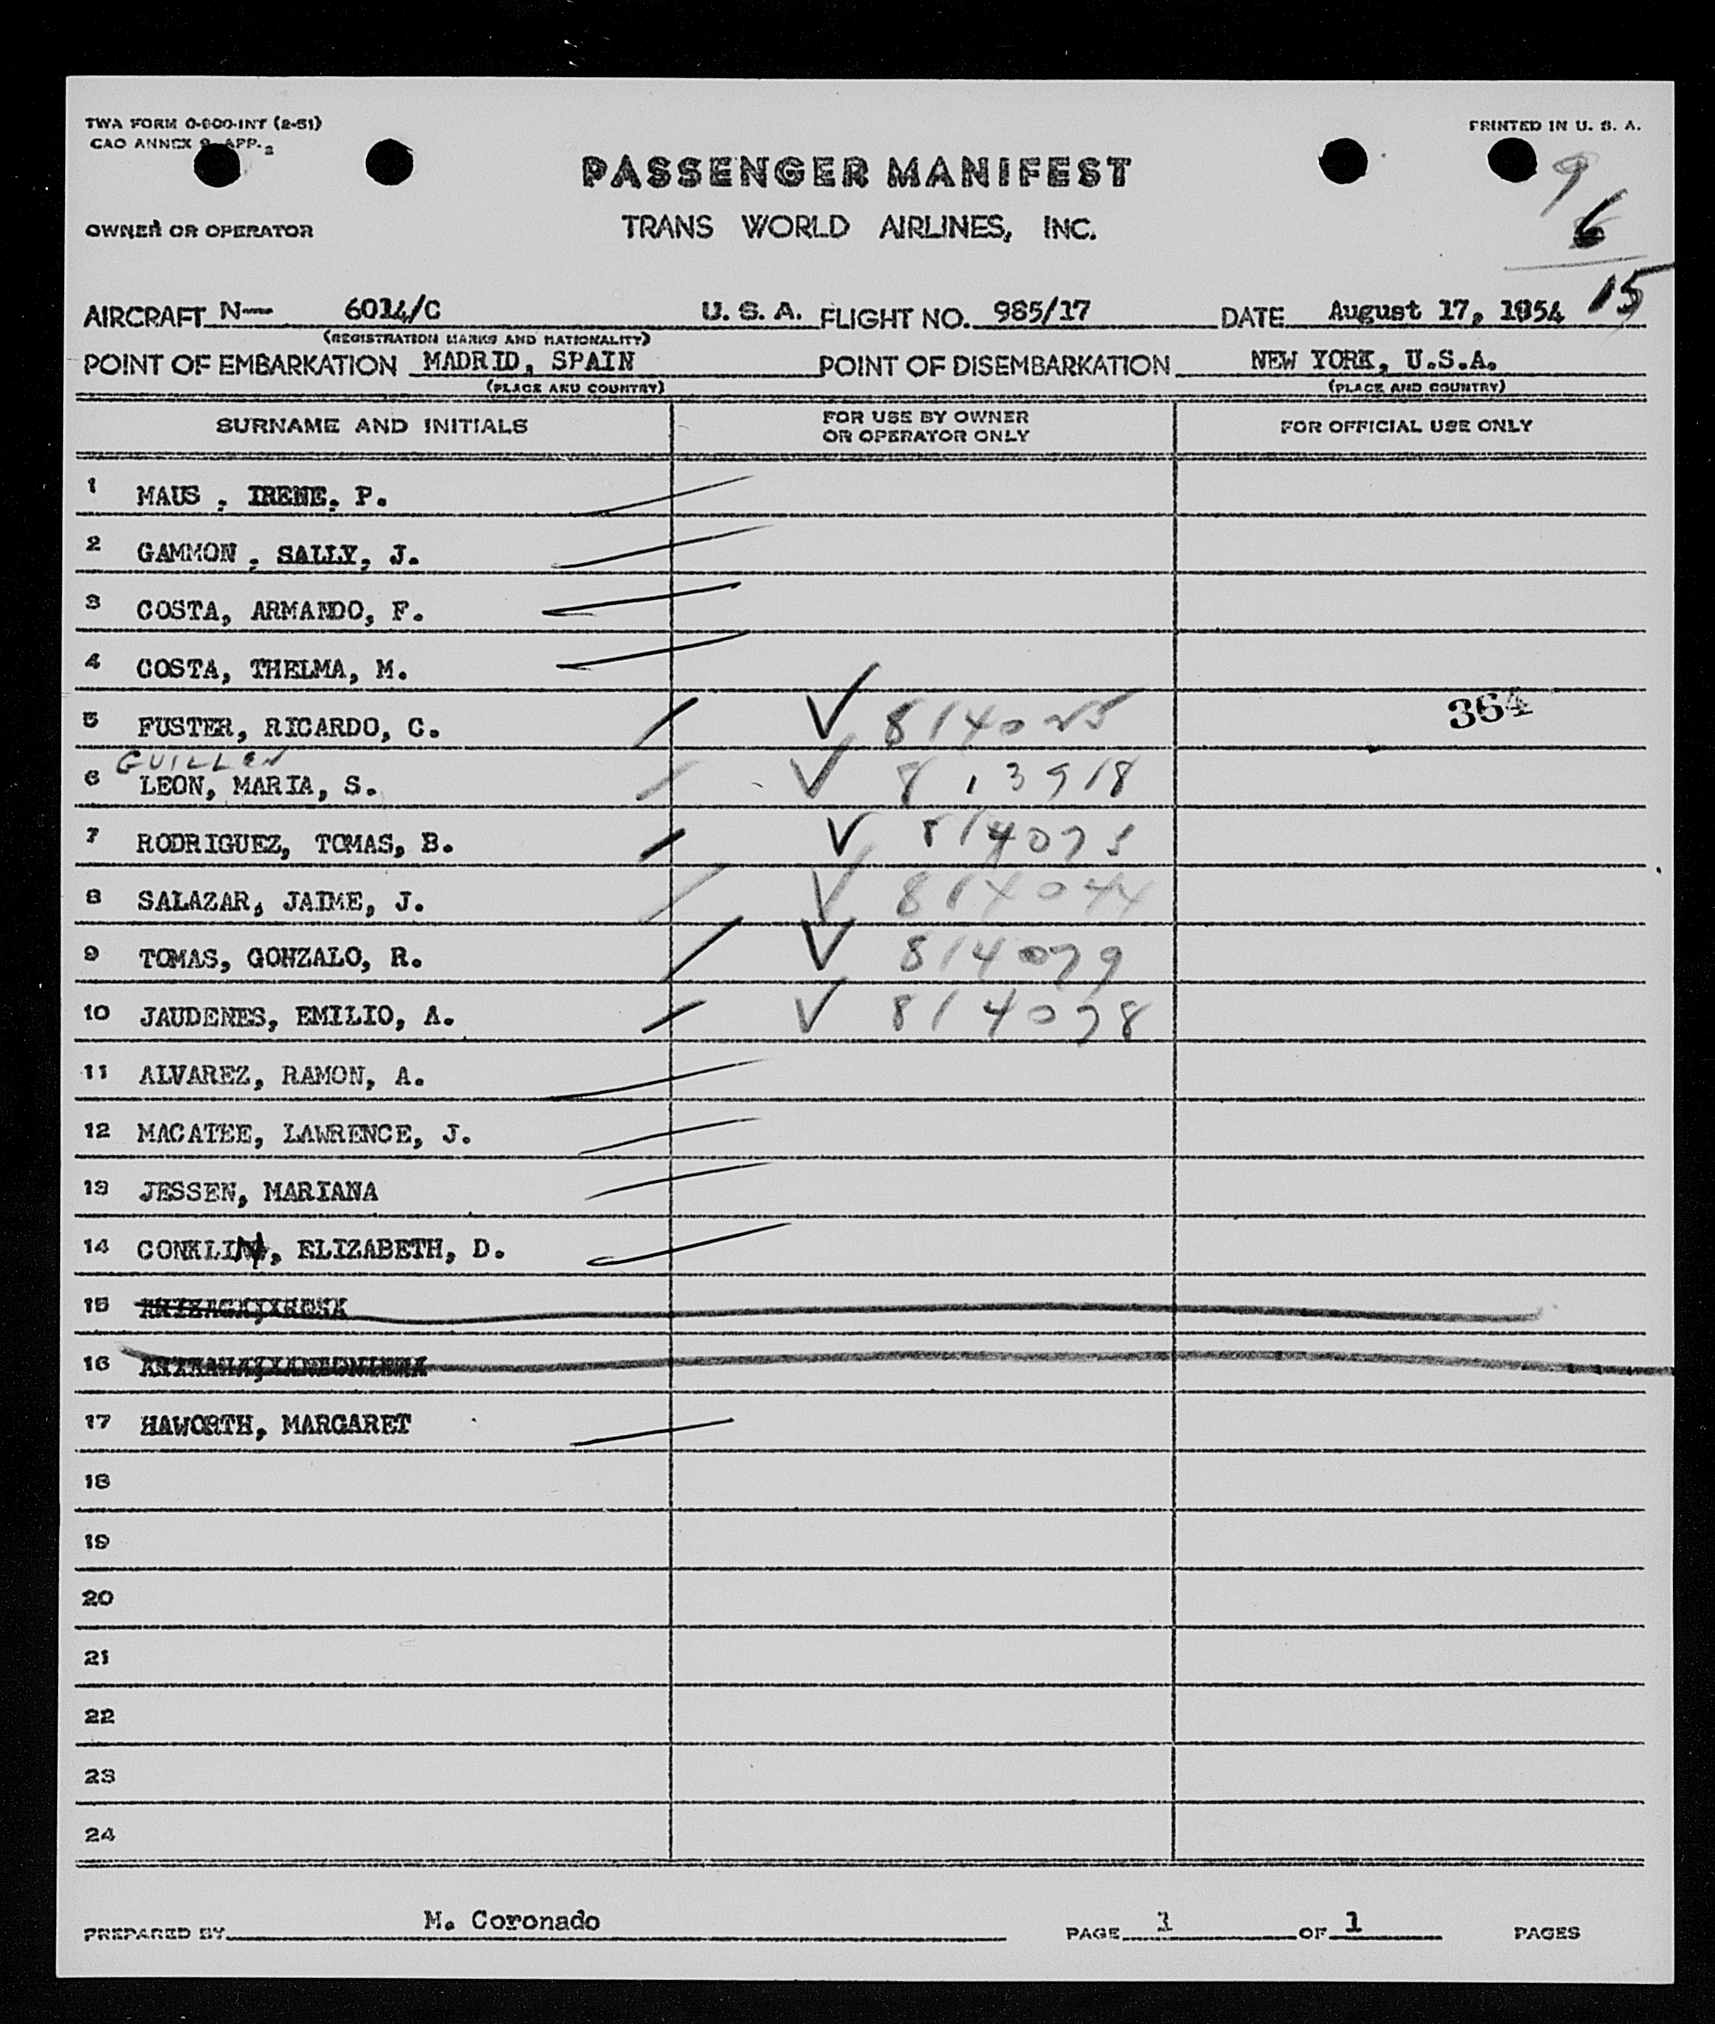 TWA FORM 0-800-INT (2-51)
PRINTED IN U. S. A.
CAO ANNEX 9, APP. 2
PASSENGER MANIFEST
9
6
15
OWNER OR OPERATOR TRANS WORLD AIRLINES, INC.
AIRCRAFT N— 6014/C U. S. A. FLIGHT NO. 985/17 DATE August 17, 1954
(REGISTRATION MARKS AND NATIONALITY)
POINT OF EMBARKATION MADRID, SPAIN POINT OF DISEMBARKATION NEW YORK, U.S.A.
(PLACE AND COUNTRY) (PLACE AND COUNTRY)
SURNAME AND INITIALS FOR USE BY OWNER OR OPERATOR ONLY FOR OFFICIAL USE ONLY
1 MAUS , IRENE, P.
2 GAMMON , SALLY, J.
3 COSTA, ARMANDO, F.
4 COSTA, THELMA, M.
5 FUSTER, RICARDO, C. ✓ 814025 364
GUILLEN
6 LEON, MARIA, S. ✓ 813918
7 RODRIGUEZ, TOMAS, B. ✓
8 SALAZAR, JAIME, J. ✓ 814044
9 TOMAS, GONZALO, R. ✓ 814079
10 JAUDENES, EMILIO, A. ✓ 814078
11 ALVAREZ, RAMON, A.
12 MACATEE, LAWRENCE, J.
13 JESSEN, MARIANA
14 CONKLIN, ELIZABETH, D.
15
16
17 HAWORTH, MARGARET
18
19
20
21
22
23
24
PREPARED BY M. Coronado PAGE 1 OF 1 PAGES